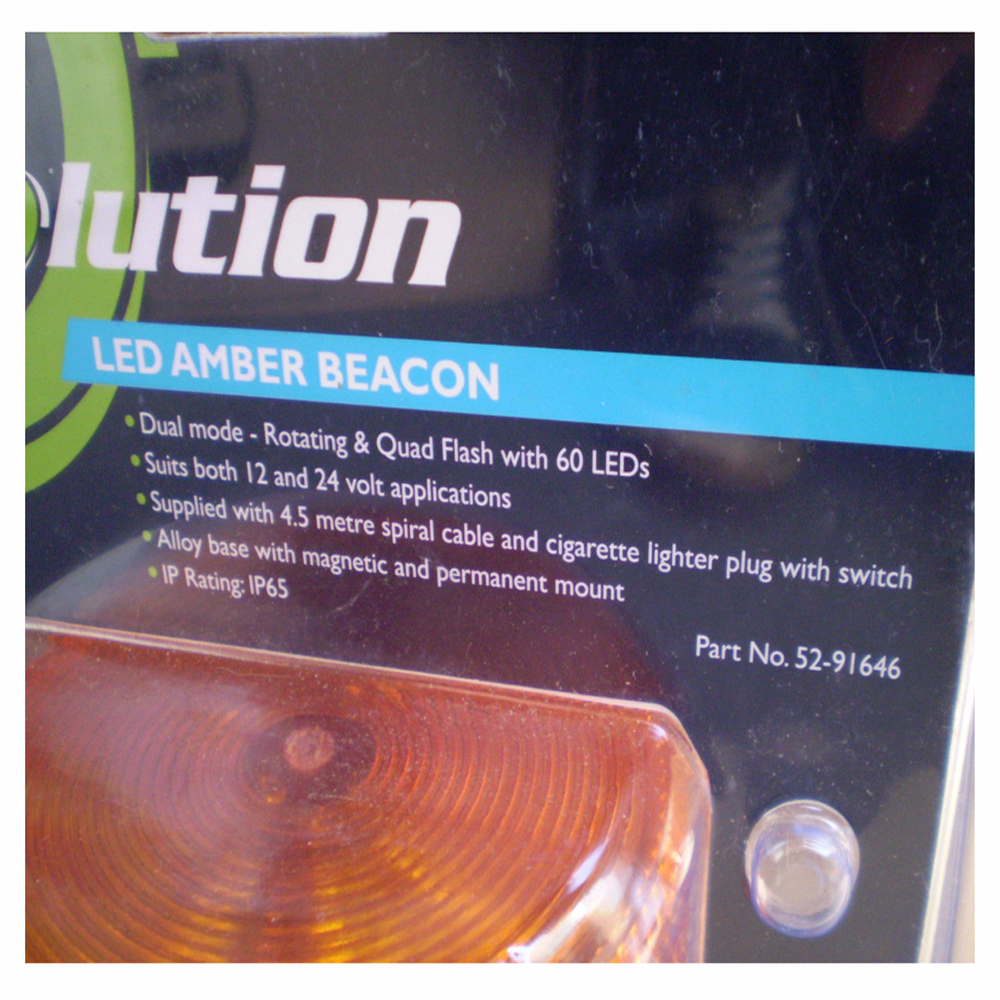 lution
LED AMBER BEACON
• Dual mode - Rotating & Quad Flash with 60 LEDs
• Suits both 12 and 24 volt applications
• Supplied with 4.5 metre spiral cable and cigarette lighter plug with switch
• Alloy base with magnetic and permanent mount
• IP Rating: IP65
Part No. 52-91646